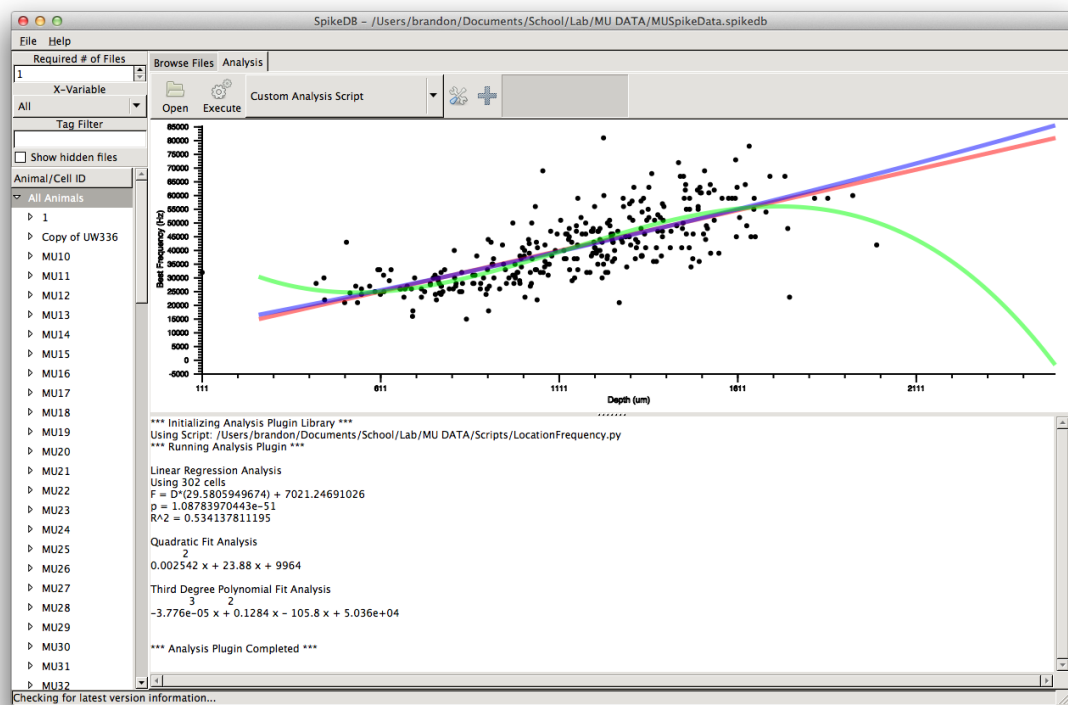 SpikeDB – /Users/brandon/Documents/School/Lab/MU DATA/MUSpikeData.spikedb
File Help
Required # of Files
1
X-Variable
All
Tag Filter
Show hidden files
Animal/Cell ID
All Animals
1
Copy of UW336
MU10
MU11
MU12
MU13
MU14
MU15
MU16
MU17
MU18
MU19
MU20
MU21
MU22
MU23
MU24
MU25
MU26
MU27
MU28
MU29
MU30
MU31
MU32
Browse Files Analysis
Open Execute Custom Analysis Script
Best Frequency (Hz)
85000
80000
75000
70000
65000
60000
55000
50000
45000
40000
35000
30000
25000
20000
15000
10000
5000
0
-5000
111 611 1111 1611 2111
Depth (um)
*** Initializing Analysis Plugin Library ***
Using Script: /Users/brandon/Documents/School/Lab/MU DATA/Scripts/LocationFrequency.py
*** Running Analysis Plugin ***
Linear Regression Analysis
Using 302 cells
F = D*(29.5805949674) + 7021.24691026
p = 1.08783970443e-51
R^2 = 0.534137811195
Quadratic Fit Analysis
2
0.002542 x + 23.88 x + 9964
Third Degree Polynomial Fit Analysis
3 2
-3.776e-05 x + 0.1284 x - 105.8 x + 5.036e+04
*** Analysis Plugin Completed ***
Checking for latest version information...